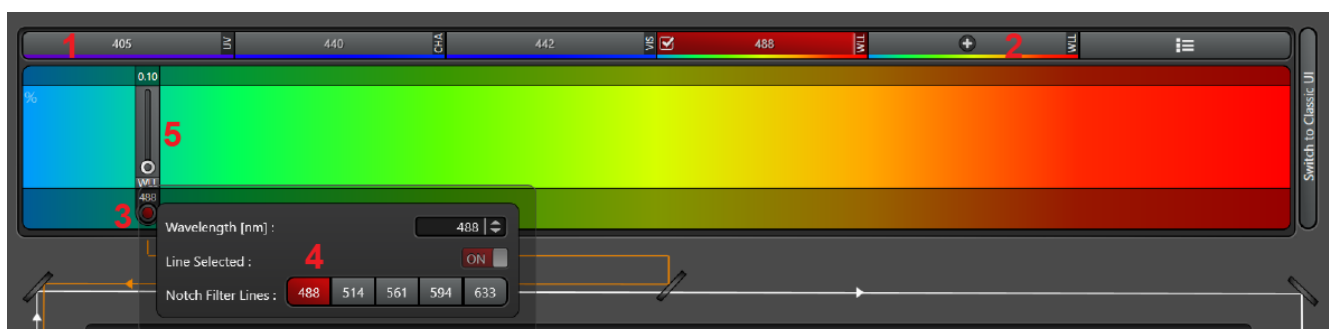 1 405 UV 440 CHA 442 VIS 488 WLL 2 WLL
0.10
%
5
WLL
488
3
Wavelength [nm] : 488
4
Line Selected : ON
Notch Filter Lines : 488 514 561 594 633
Switch to Classic UI